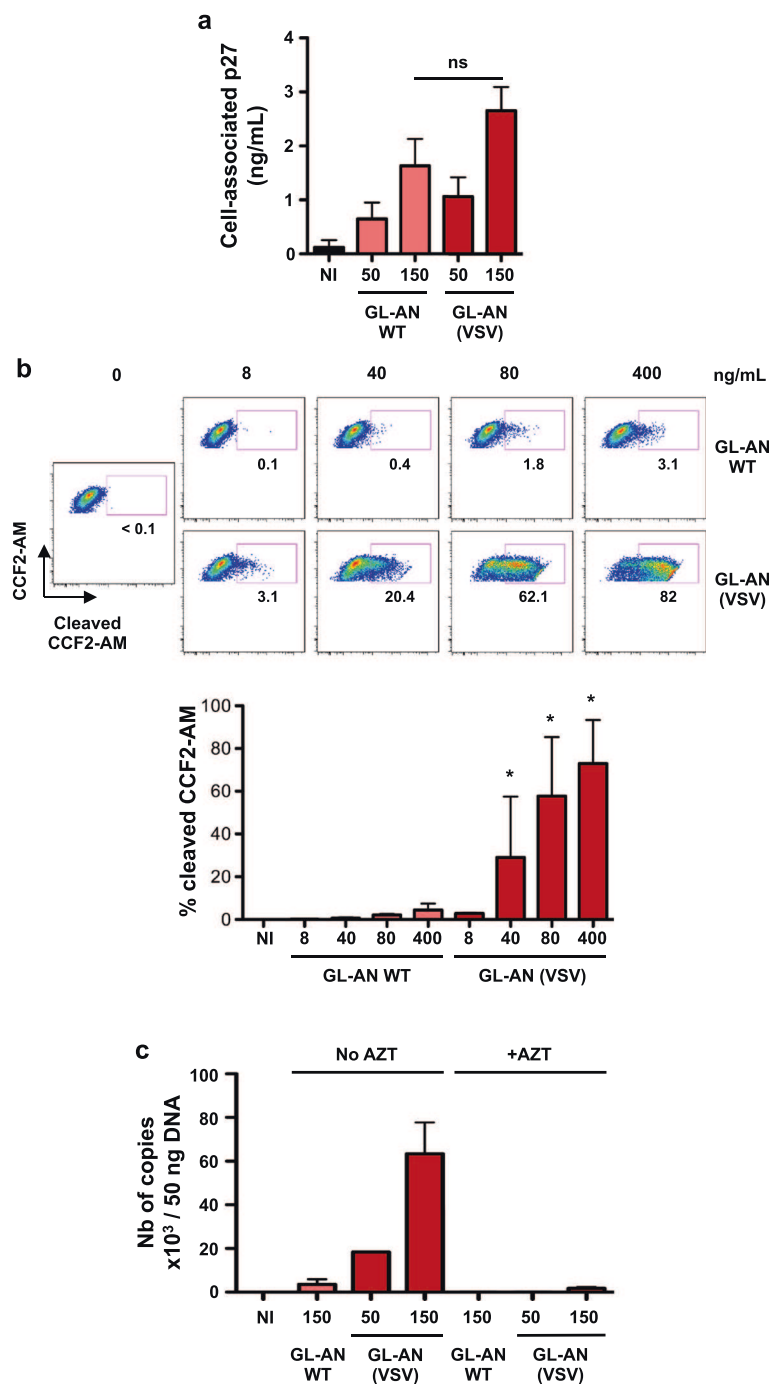 a
Cell-associated p27
(ng/mL)
4
3
2
1
0
ns
NI
50
150
50
150
GL-AN
WT
GL-AN
(VSV)
b
0
8
40
80
400
ng/mL
0.1
0.4
1.8
3.1
GL-AN
WT
< 0.1
CCF2-AM
Cleaved
CCF2-AM
3.1
20.4
62.1
82
GL-AN
(VSV)
% cleaved CCF2-AM
100
80
60
40
20
0
*
*
*
NI
8
40
80
400
8
40
80
400
GL-AN WT
GL-AN (VSV)
c
No AZT
+AZT
Nb of copies
x10³ / 50 ng DNA
100
80
60
40
20
0
NI
150
50
150
150
50
150
GL-AN
WT
GL-AN
(VSV)
GL-AN
WT
GL-AN
(VSV)